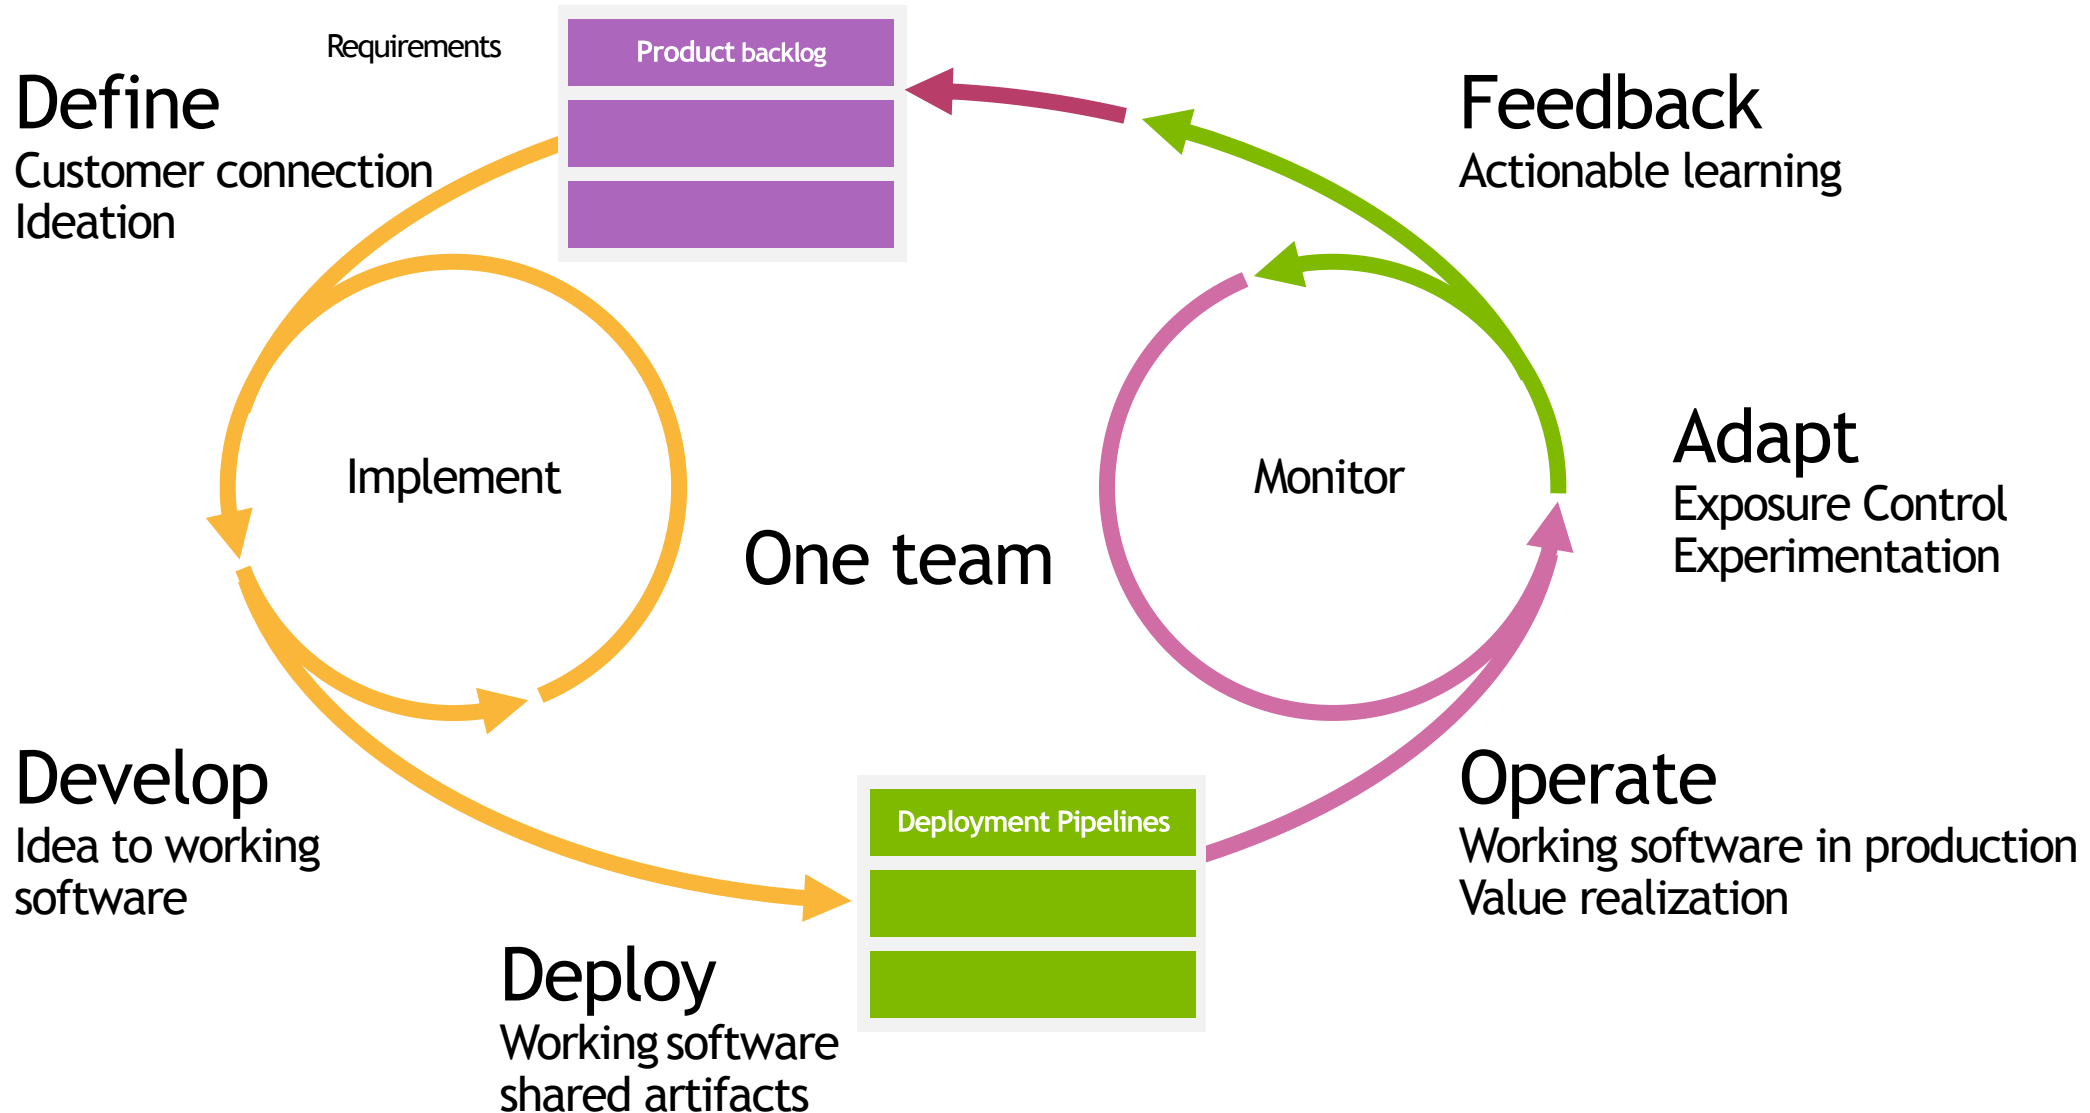 Requirements
Product backlog
Define
Customer connection
Ideation
Feedback
Actionable learning
Implement
Monitor
One team
Adapt
Exposure Control
Experimentation
Develop
Idea to working
software
Deployment Pipelines
Operate
Working software in production
Value realization
Deploy
Working software
shared artifacts